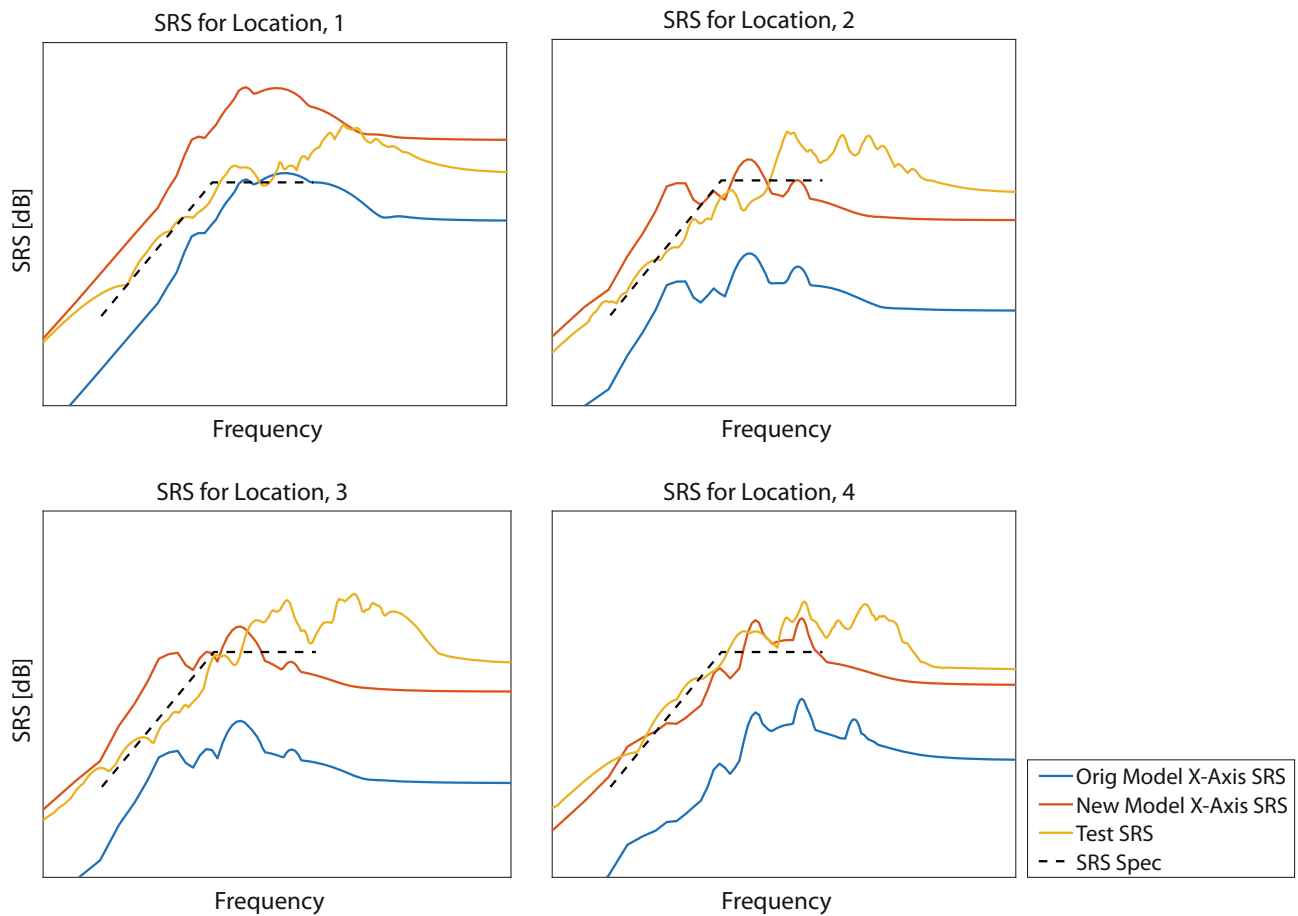 SRS for Location, 1
SRS [dB]
Frequency
SRS for Location, 2
Frequency
SRS for Location, 3
SRS [dB]
Frequency
SRS for Location, 4
Frequency
Orig Model X-Axis SRS
New Model X-Axis SRS
Test SRS
SRS Spec